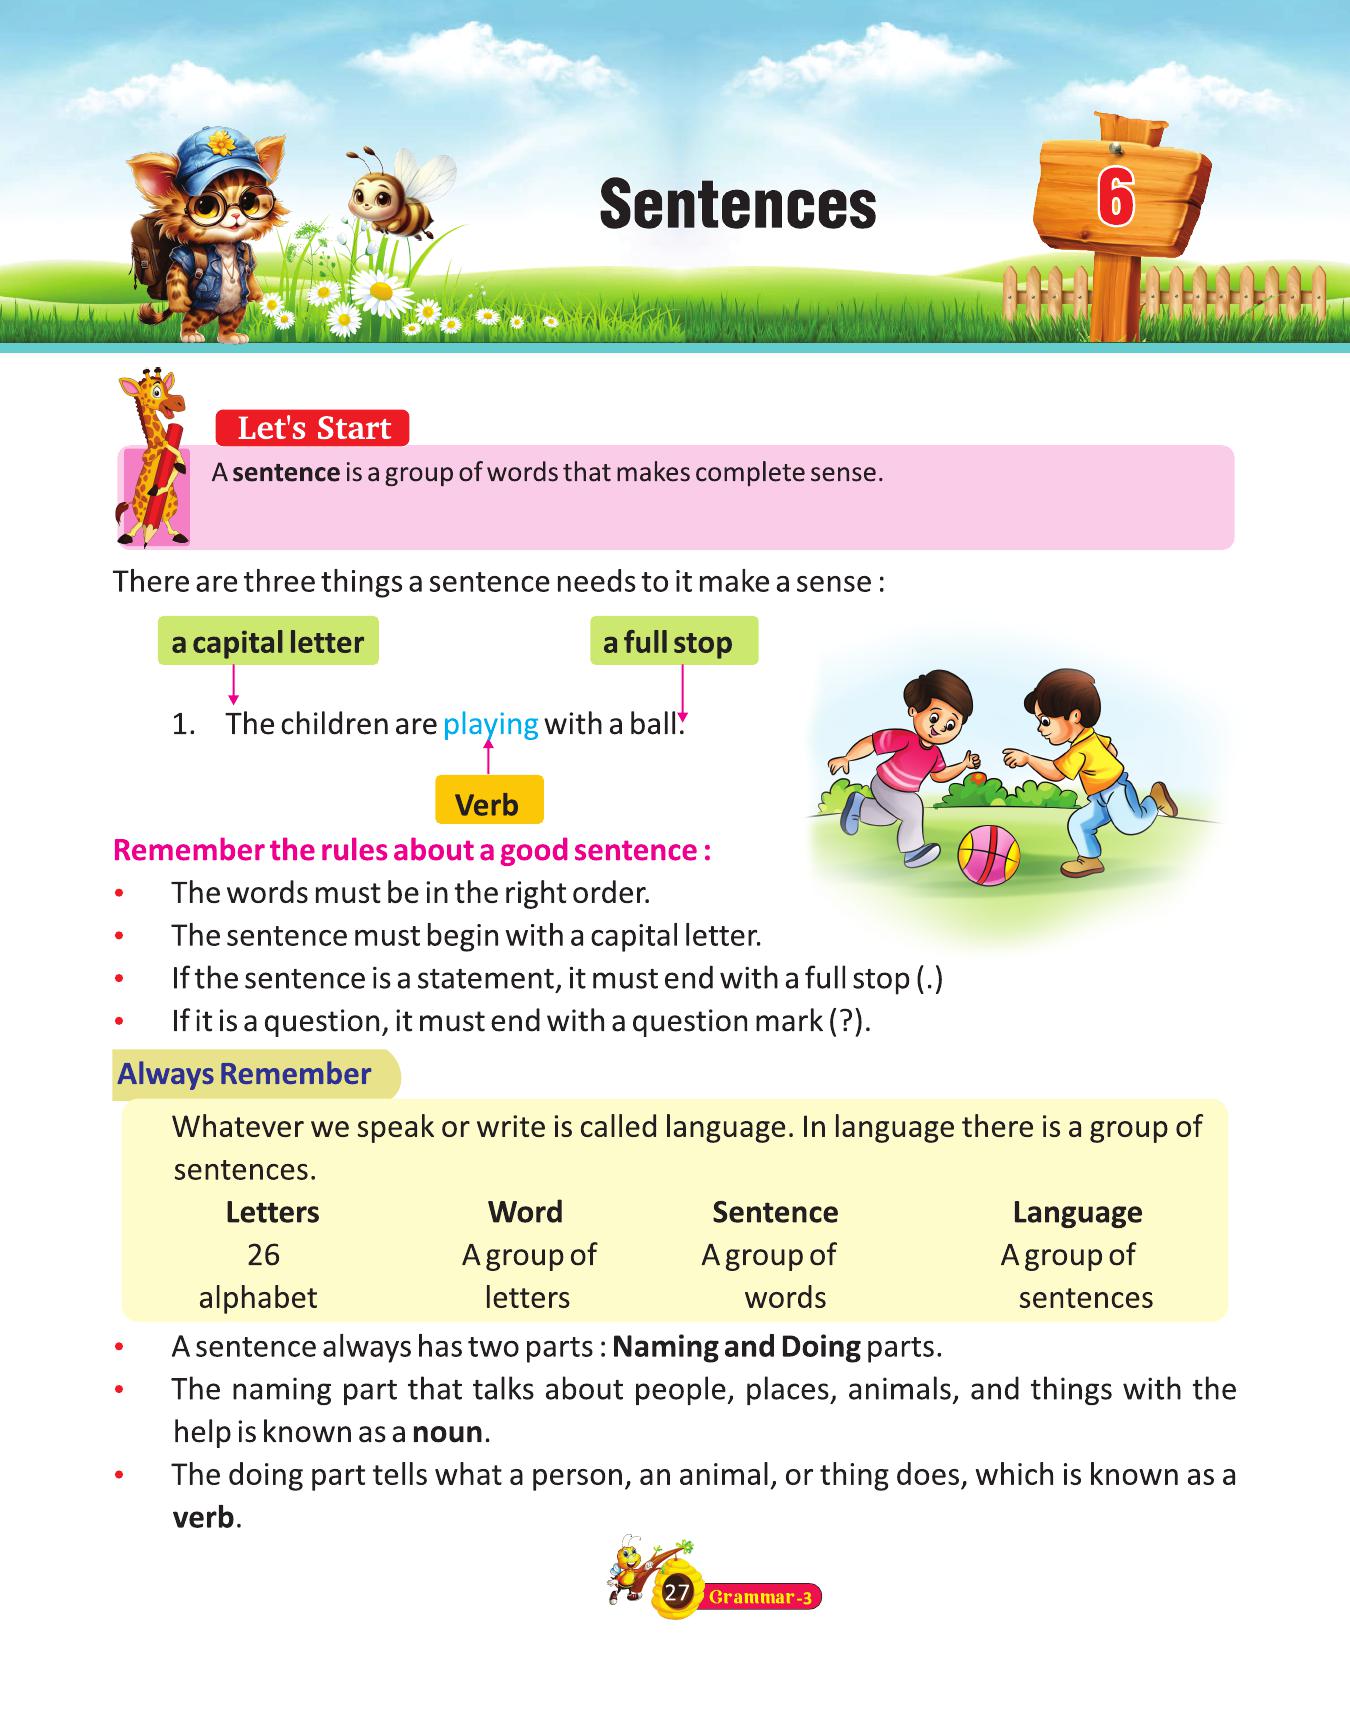 Sentences
6
Let's Start
A sentence is a group of words that makes complete sense.
There are three things a sentence needs to it make a sense :
a capital letter a full stop
1. The children are playing with a ball.
Verb
Remember the rules about a good sentence :
• The words must be in the right order.
• The sentence must begin with a capital letter.
• If the sentence is a statement, it must end with a full stop (.)
• If it is a question, it must end with a question mark (?).
Always Remember
Whatever we speak or write is called language. In language there is a group of
sentences.
Letters Word Sentence Language
26 A group of A group of A group of
alphabet letters words sentences
• A sentence always has two parts : Naming and Doing parts.
• The naming part that talks about people, places, animals, and things with the
help is known as a noun.
• The doing part tells what a person, an animal, or thing does, which is known as a
verb.
27 Grammar-3